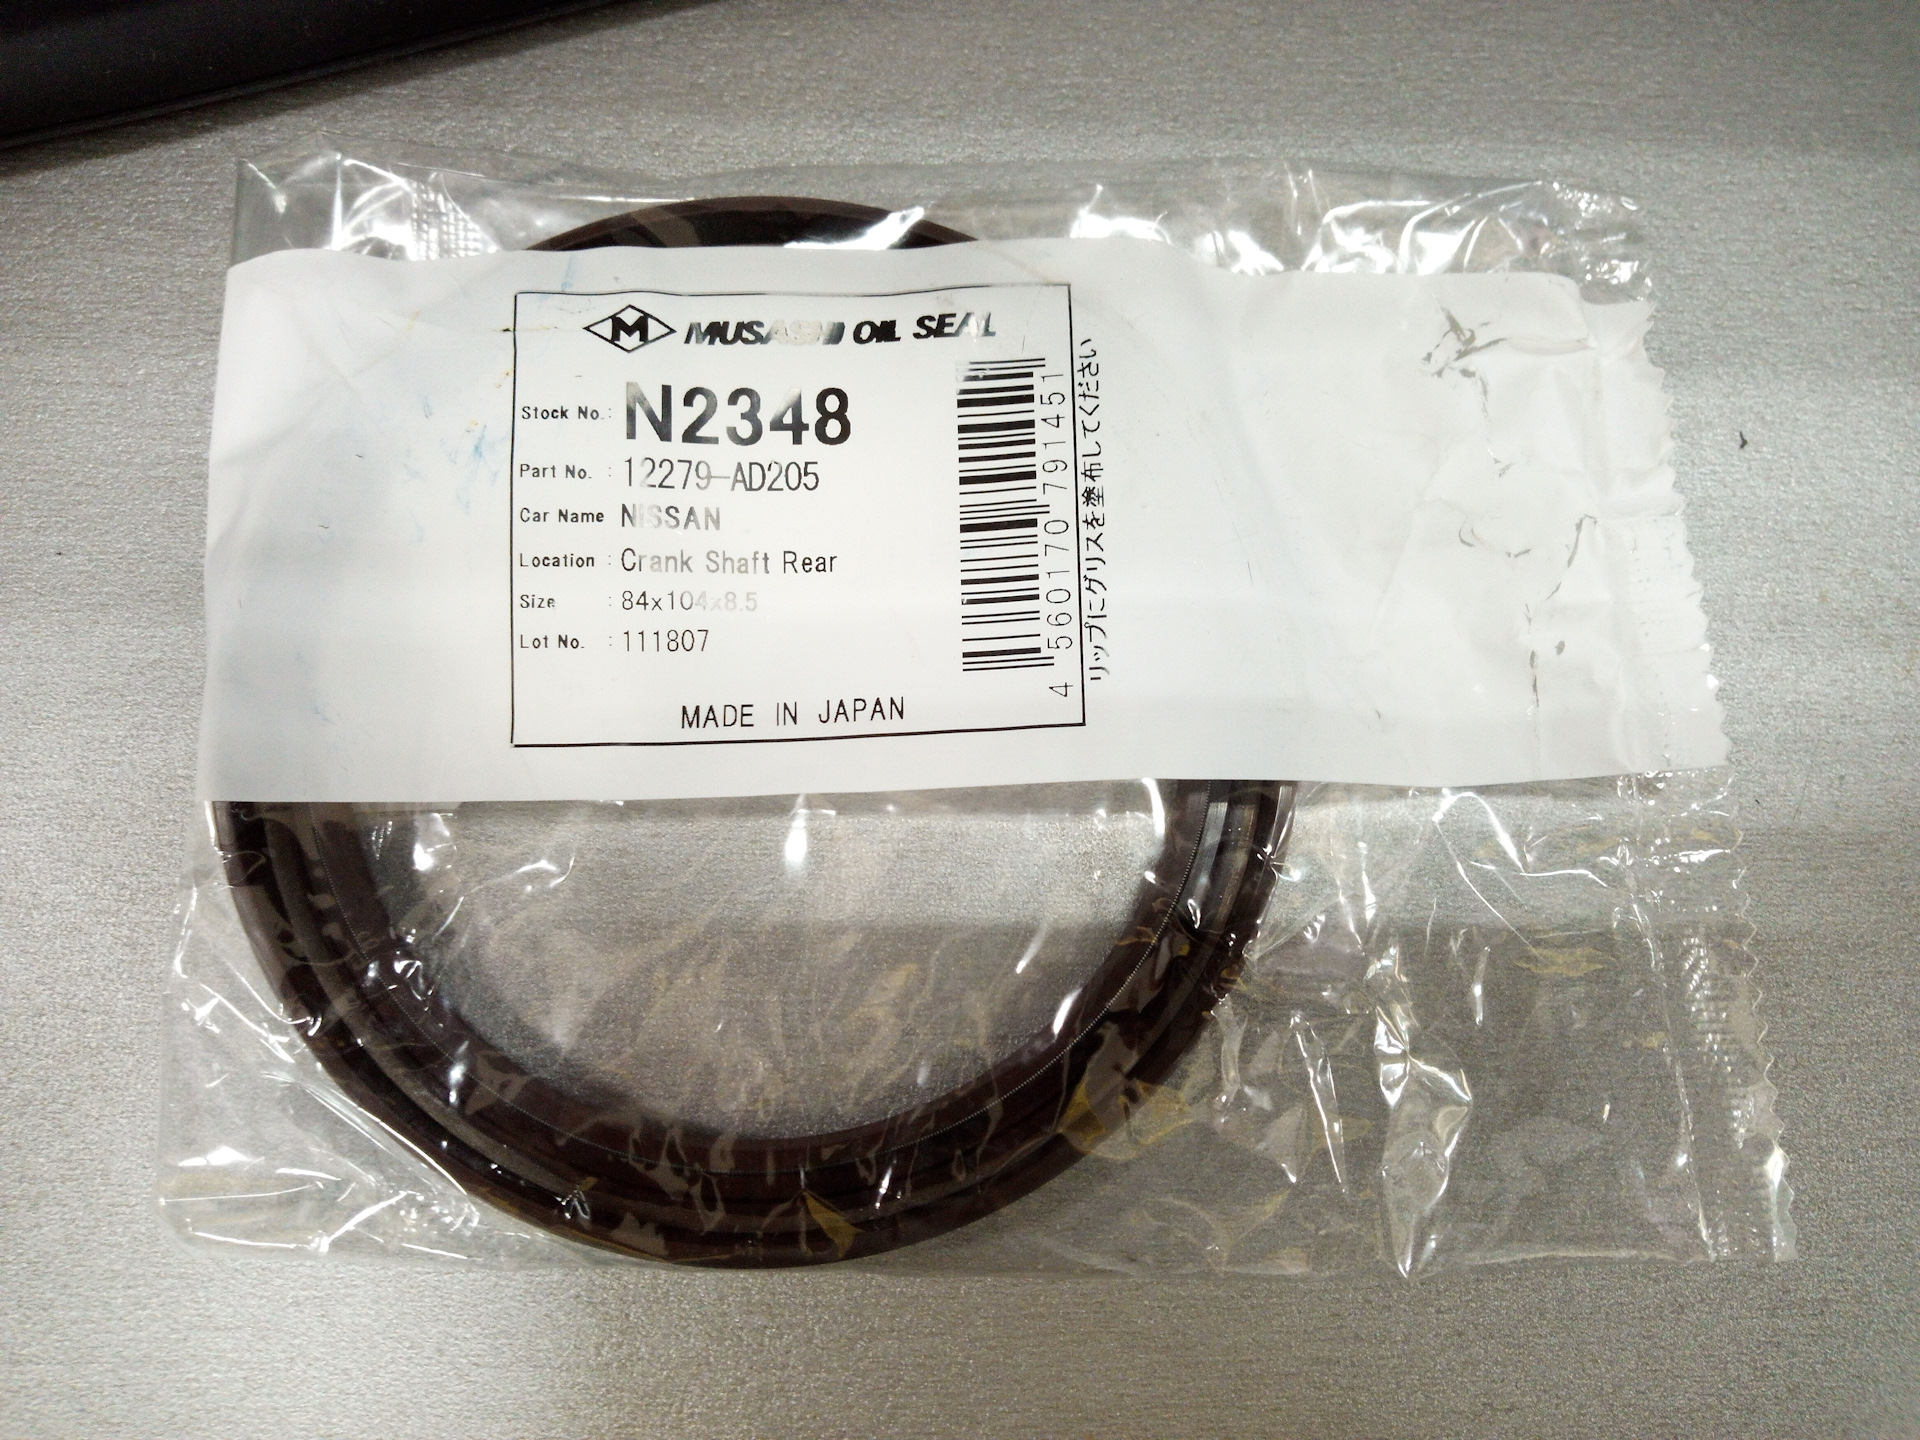 M MUSASHI OIL SEAL
Stock No.: N2348
Part No. : 12279-AD205
Car Name NISSAN
Location : Crank Shaft Rear
Size : 84x104x8.5
Lot No. : 111807
MADE IN JAPAN
4 560170 791451
リップにグリスを塗布してください